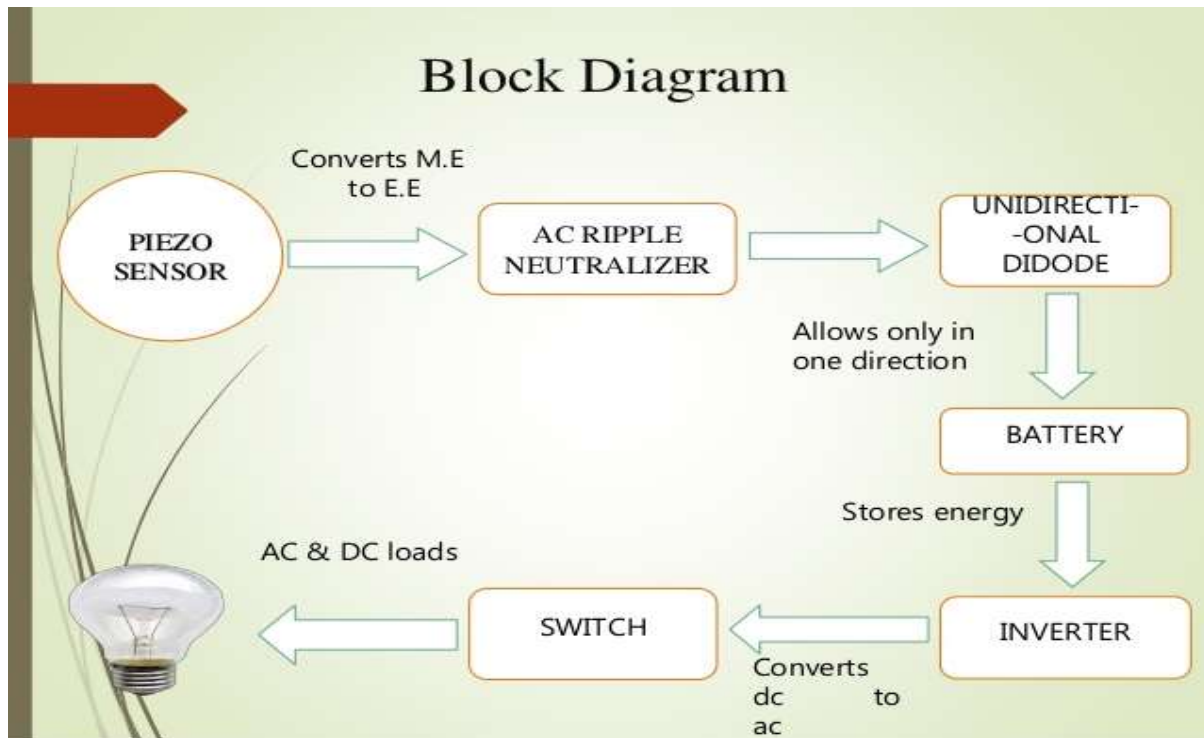 Block Diagram
Converts M.E
to E.E
PIEZO
SENSOR
AC RIPPLE
NEUTRALIZER
UNIDIRECTI-
-ONAL
DIDODE
Allows only in
one direction
BATTERY
Stores energy
INVERTER
Converts
dc to
ac
SWITCH
AC & DC loads